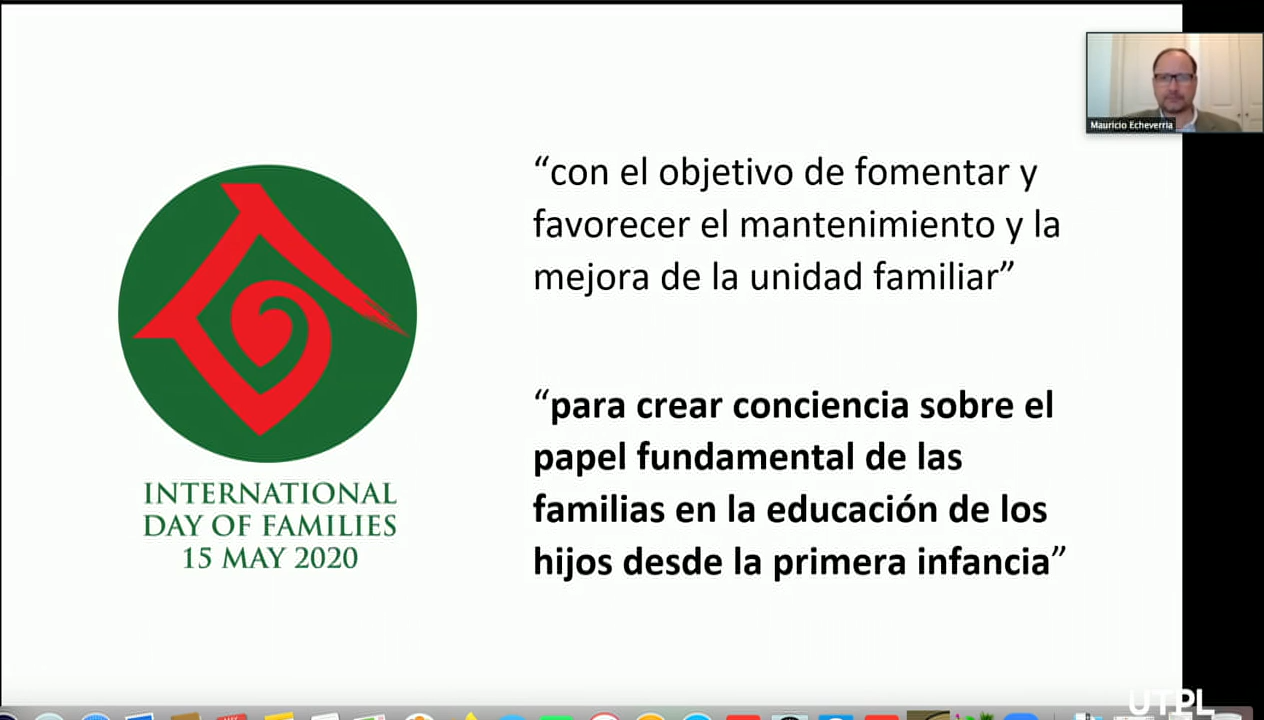 Mauricio Echeverria
“con el objetivo de fomentar y
favorecer el mantenimiento y la
mejora de la unidad familiar”
“para crear conciencia sobre el
papel fundamental de las
familias en la educación de los
hijos desde la primera infancia”
INTERNATIONAL
DAY OF FAMILIES
15 MAY 2020
UTPL